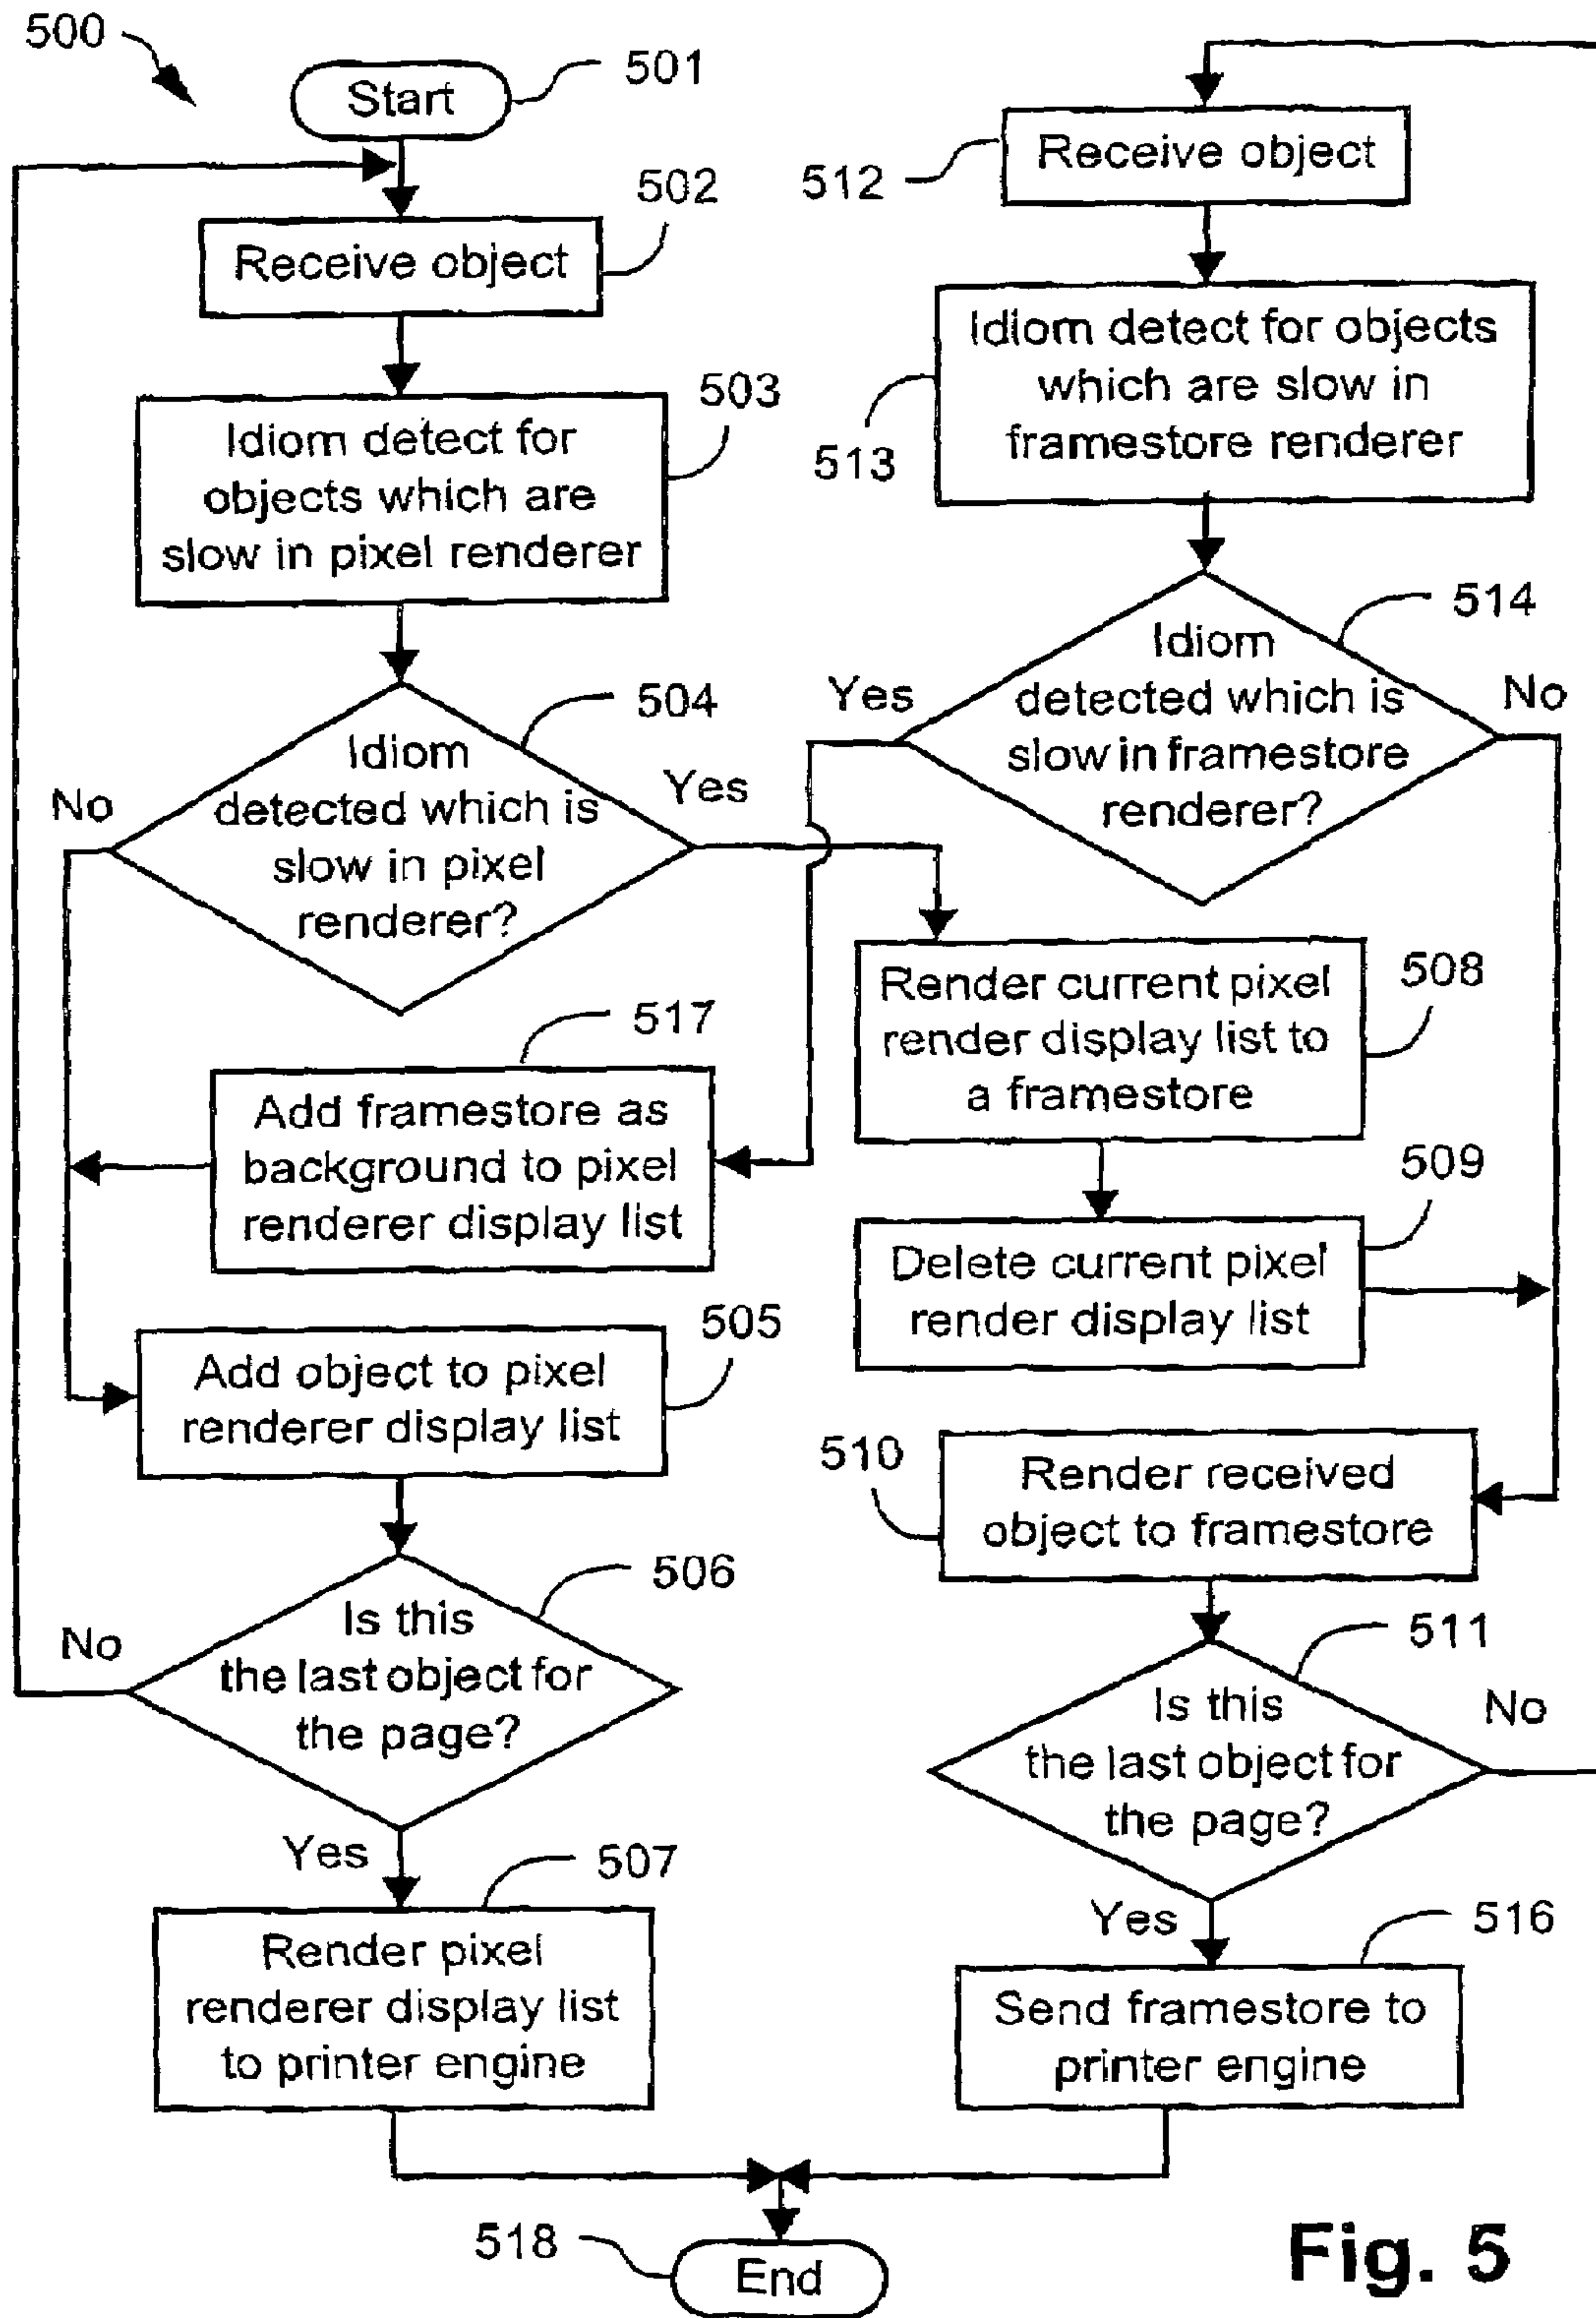 500
Start
501
Receive object
502
Idiom detect for
objects which are
slow in pixel renderer
503
Idiom
detected which is
slow in pixel
renderer?
504
No
Yes
517
Add framestore as
background to pixel
renderer display list
Add object to pixel
renderer display list
505
Is this
the last object for
the page?
506
No
Yes
507
Render pixel
renderer display list
to printer engine
Receive object
512
Idiom detect for objects
which are slow in
framestore renderer
513
Idiom
detected which is
slow in framestore
renderer?
514
Yes
No
Render current pixel
render display list to
a framestore
508
Delete current pixel
render display list
509
510
Render received
object to framestore
Is this
the last object for
the page?
511
No
Yes
516
Send framestore to
printer engine
518
End
Fig. 5